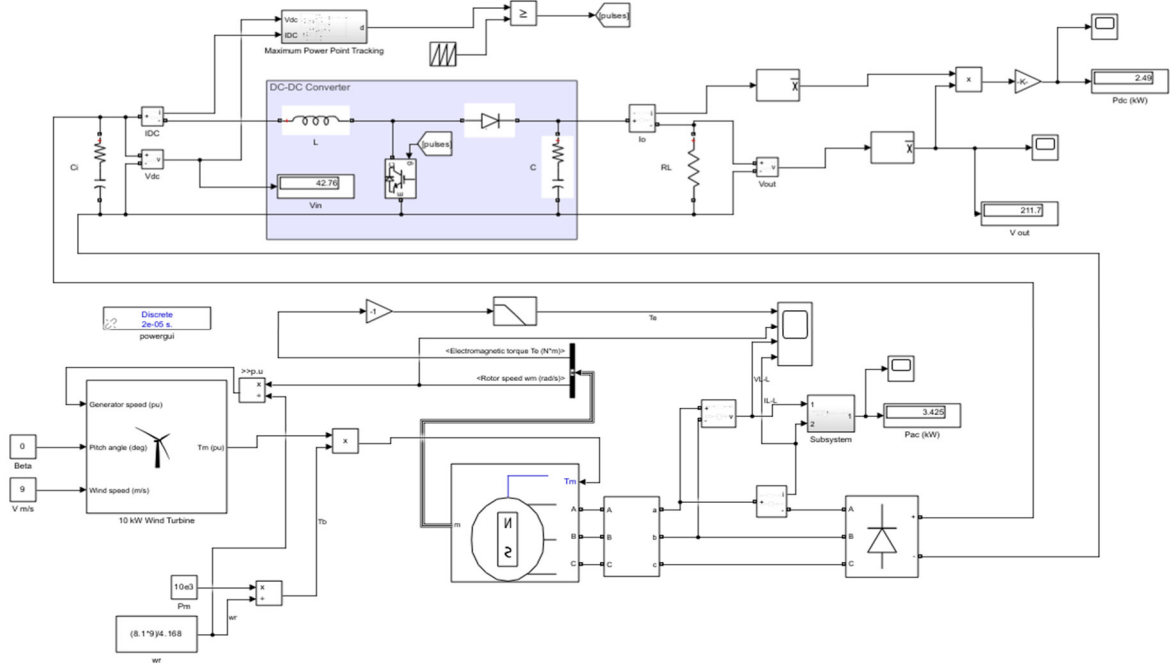 Vdc
IDC
d
Maximum Power Point Tracking
≥
[pulses]
DC-DC Converter
L
[pulses]
C
42.76
Vin
IDC
Vdc
Ci
Io
RL
Vout
x
-K-
2.49
Pdc (kW)
211.7
V out
Discrete
2e-05 s.
powergui
-1
Te
<Electromagnetic torque Te (N*m)>
<Rotor speed wm (rad/s)>
>>p.u
x
÷
Generator speed (pu)
Pitch angle (deg)
Wind speed (m/s)
Tm (pu)
10 kW Wind Turbine
0
Beta
9
V m/s
x
Tb
10e3
Pm
x
÷
wr
(8.1*9)/4.168
wr
Tm
m
N
S
A
B
C
A
B
C
a
b
c
VL-L
IL-L
1
2
1
Subsystem
3.425
Pac (kW)
+
-
v
+
-
i
A
B
C
+
-